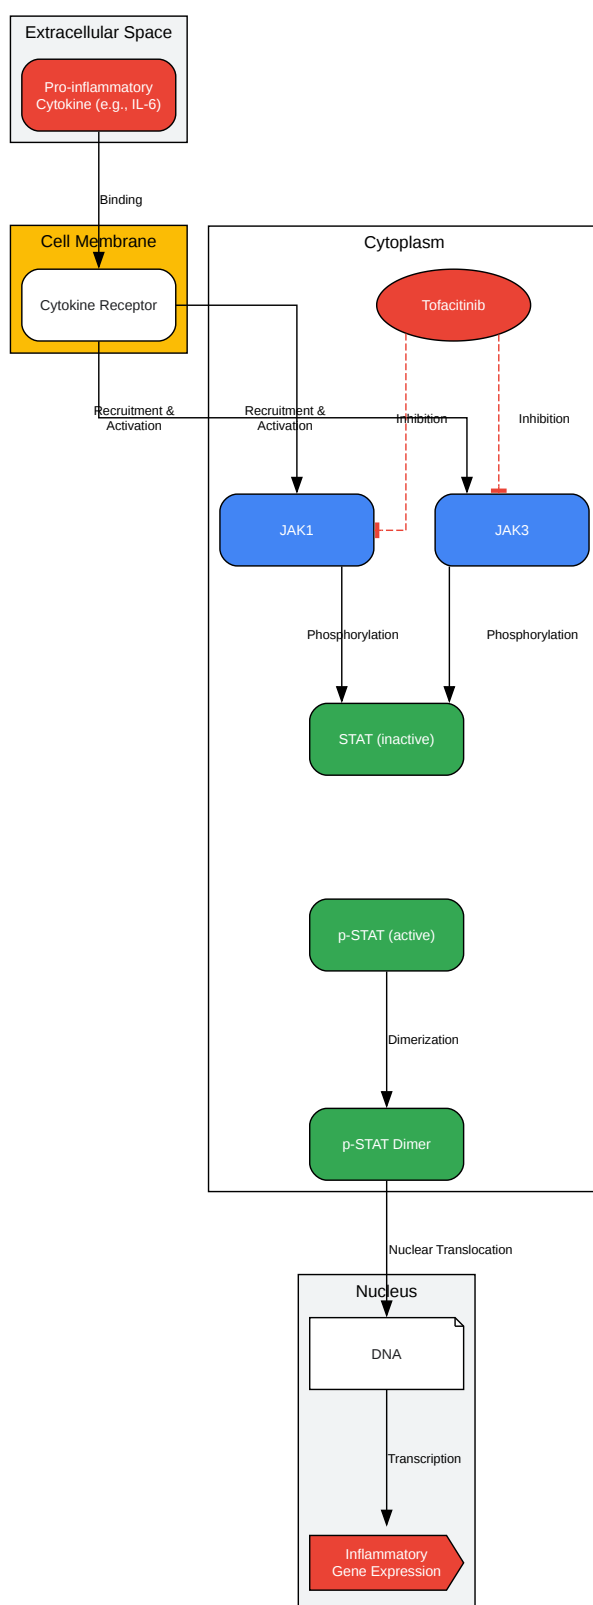 Extracellular Space
Pro-inflammatory
Cytokine (e.g., IL-6)
Binding
Cell Membrane
Cytokine Receptor
Cytoplasm
Tofacitinib
Recruitment &
Activation
Recruitment &
Activation
Inhibition
Inhibition
JAK1
JAK3
Phosphorylation
Phosphorylation
STAT (inactive)
p-STAT (active)
Dimerization
p-STAT Dimer
Nuclear Translocation
Nucleus
DNA
Transcription
Inflammatory
Gene Expression